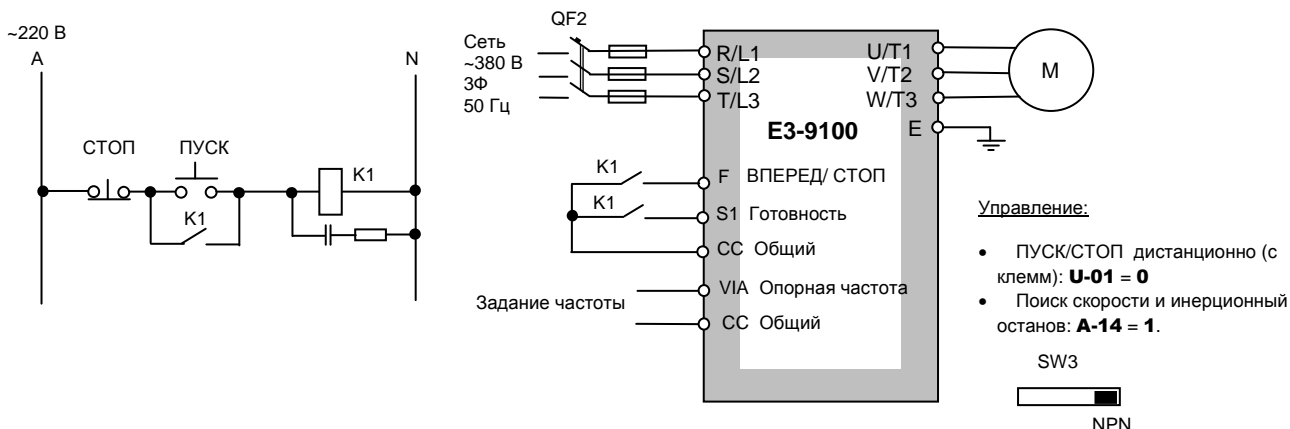 ~220 В
A
N
СТОП
ПУСК
K1
K1
QF2
Сеть
~380 В
3Ф
50 Гц
R/L1
S/L2
T/L3
U/T1
V/T2
W/T3
E
M
E3-9100
K1
F ВПЕРЕД/ СТОП
K1
S1 Готовность
CC Общий
Задание частоты
VIA Опорная частота
CC Общий
Управление:
• ПУСК/СТОП дистанционно (с
клемм): U-01 = 0
• Поиск скорости и инерционный
останов: A-14 = 1.
SW3
NPN